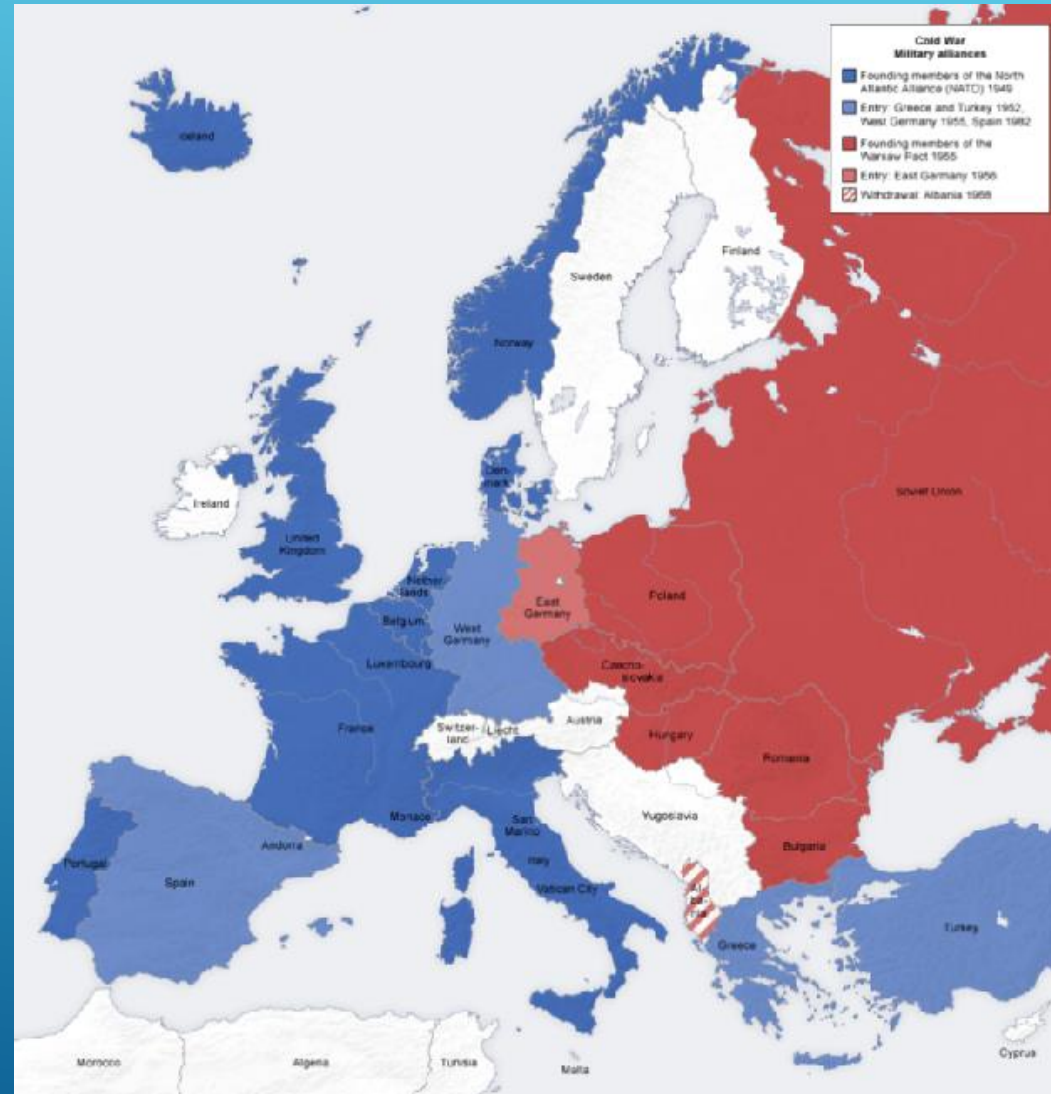 Cold War
Military alliances
Founding members of the North
Atlantic Alliance (NATO) 1949
Entry: Greece and Turkey 1952,
West Germany 1955, Spain 1982
Founding members of the
Warsaw Pact 1955
Entry: East Germany 1956
Withdrawal: Albania 1968
Iceland
Finland
Sweden
Norway
Den-
mark
Soviet Union
Ireland
United
Kingdom
Nether-
lands
Poland
East
Germany
Belgium
West
Germany
Luxembourg
Czecho-
slovakia
France
Switzer-
land
Liecht.
Austria
Hungary
Romania
Monaco
San
Marino
Yugoslavia
Andorra
Bulgaria
Portugal
Spain
Italy
Vatican City
Al
ba-
nia
Greece
Turkey
Morocco
Algeria
Tunisia
Malta
Cyprus